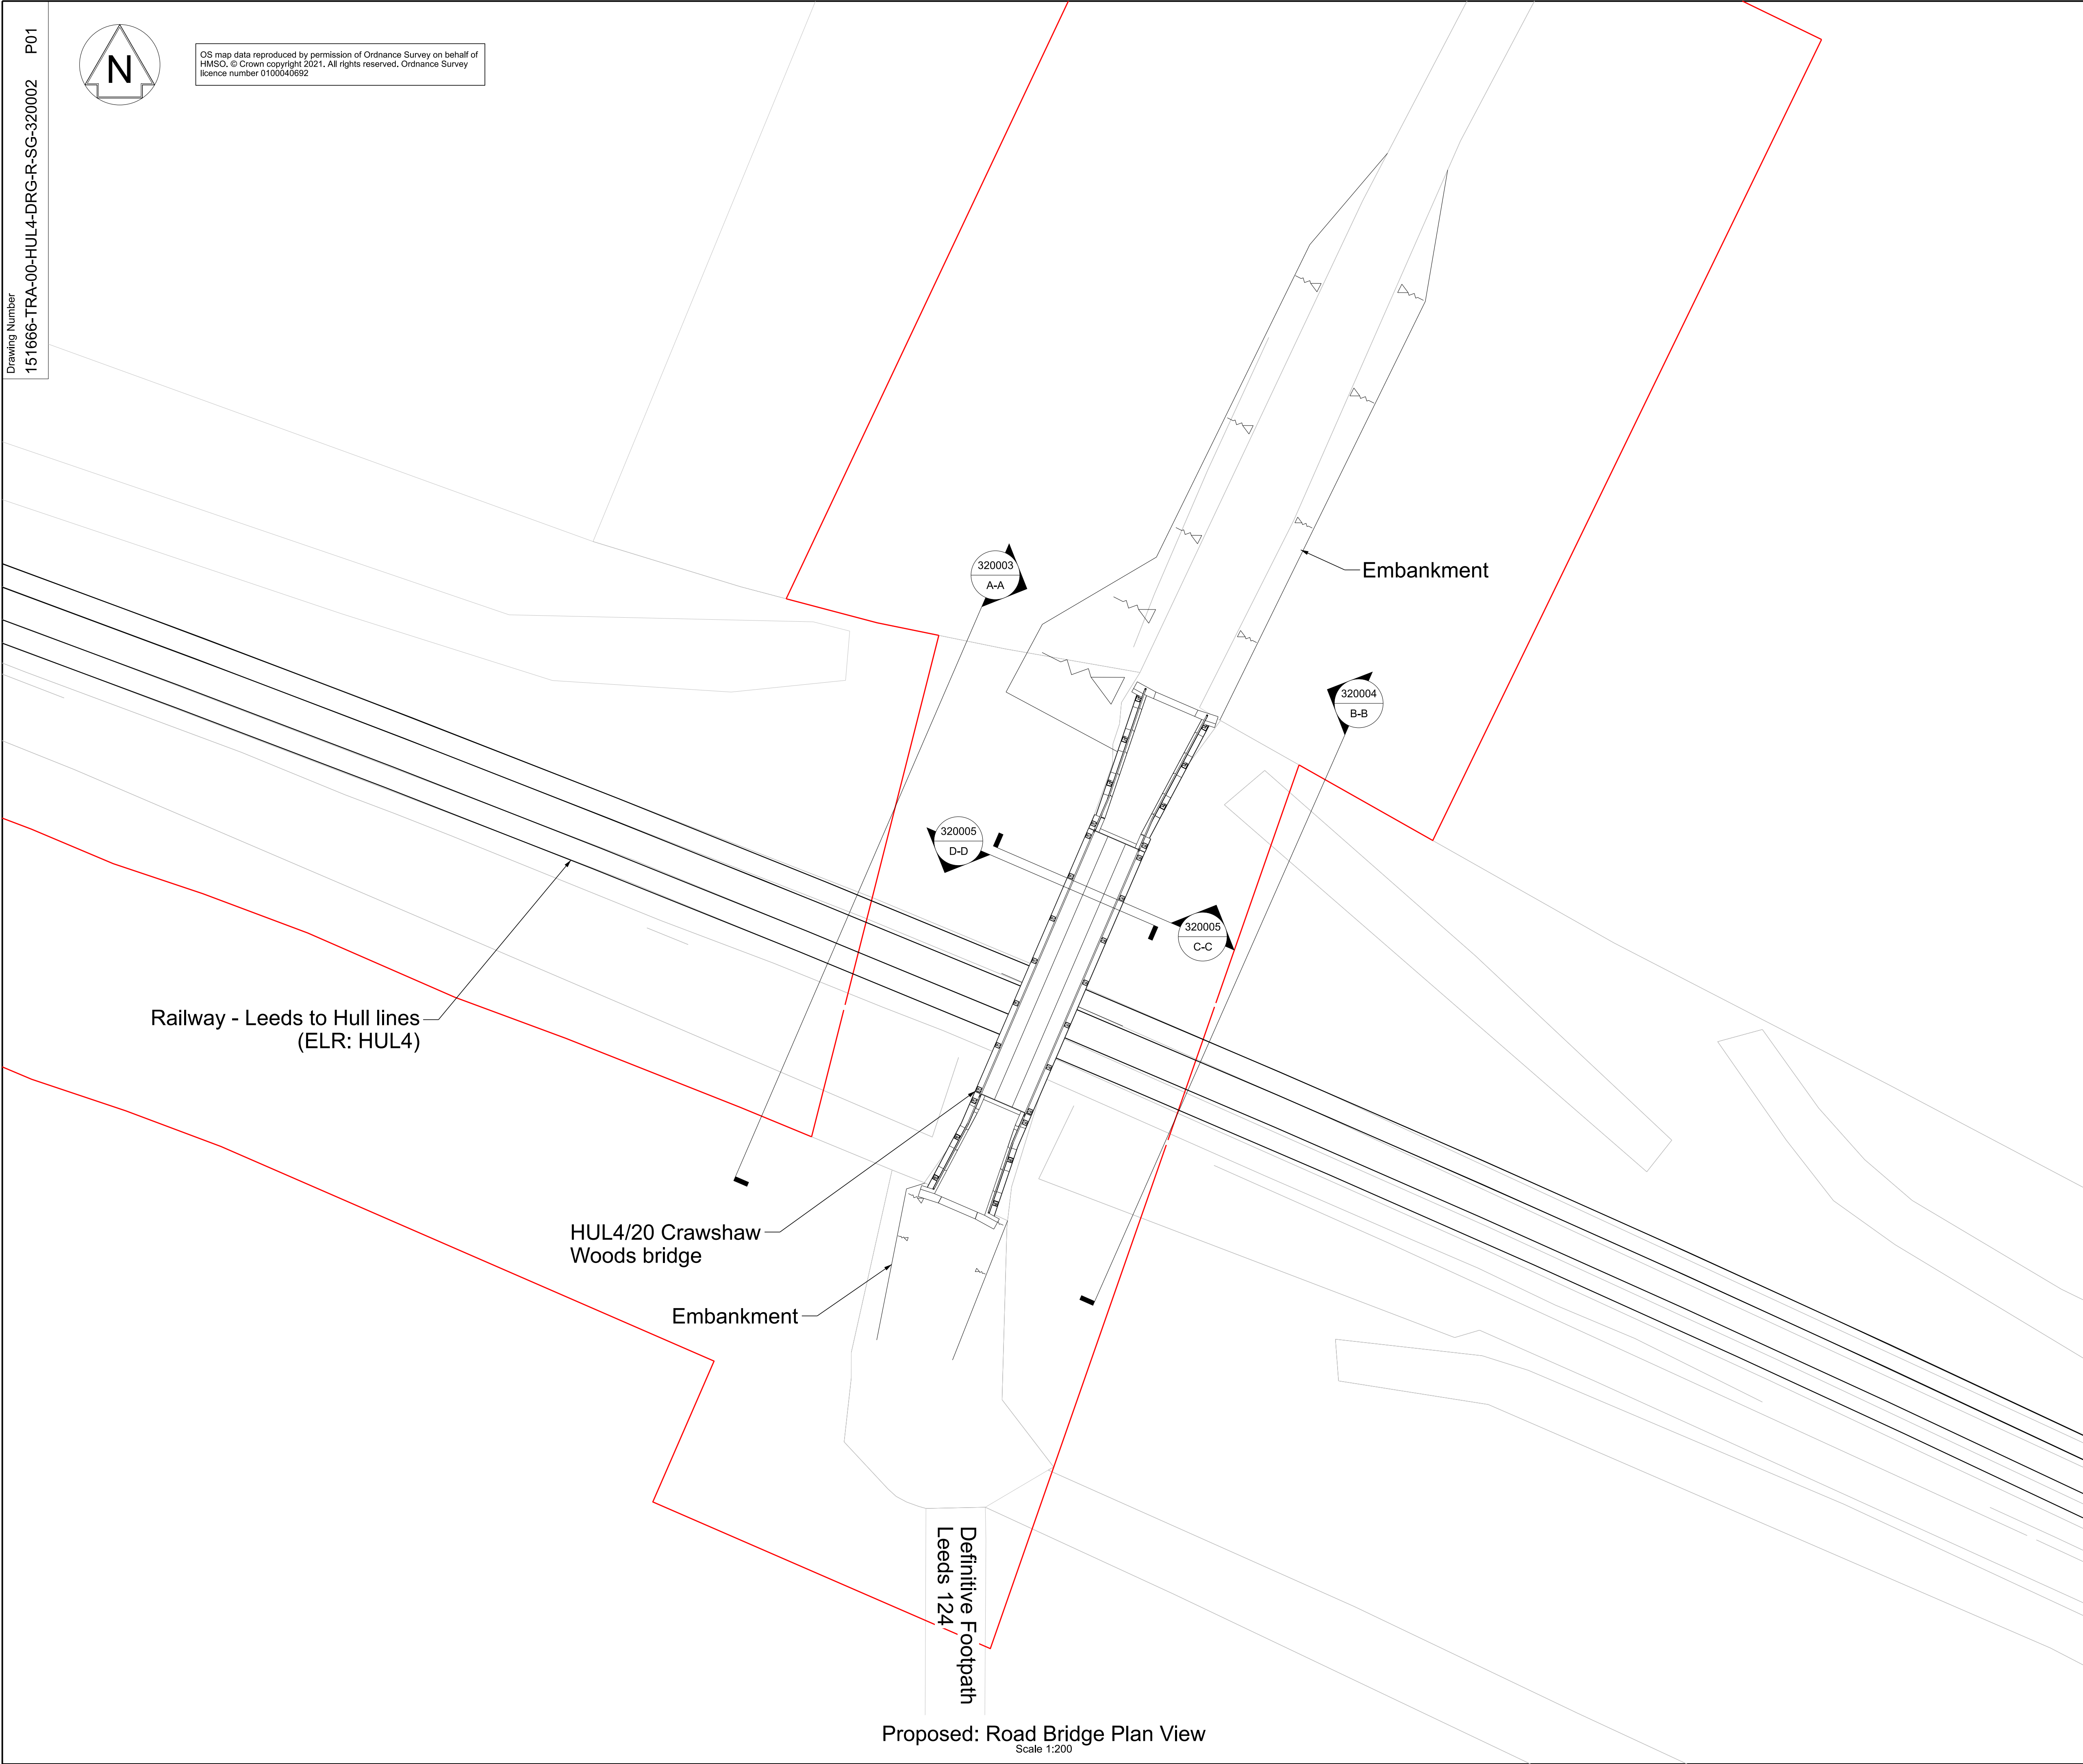 Drawing Number
151666-TRA-00-HUL4-DRG-R-SG-320002 P01
N
OS map data reproduced by permission of Ordnance Survey on behalf of
HMSO. © Crown copyright 2021. All rights reserved. Ordnance Survey
licence number 0100040692
320003
A-A
Embankment
320004
B-B
320005
D-D
320005
C-C
Railway - Leeds to Hull lines
(ELR: HUL4)
HUL4/20 Crawshaw
Woods bridge
Embankment
Definitive Footpath
Leeds 124
Proposed: Road Bridge Plan View
Scale 1:200